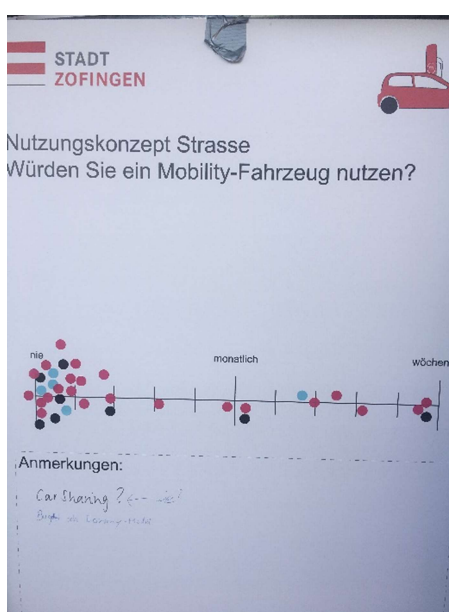 STADT
ZOFINGEN
Nutzungskonzept Strasse
Würden Sie ein Mobility-Fahrzeug nutzen?
nie
monatlich
wöchen
Anmerkungen:
Car Sharing ?